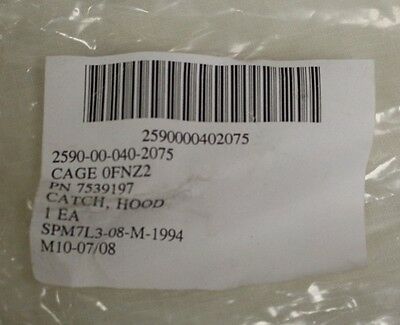 2590000402075
2590-00-040-2075
CAGE 0FNZ2
PN 7539197
CATCH, HOOD
1 EA
SPM7L3-08-M-1994
M10-07/08